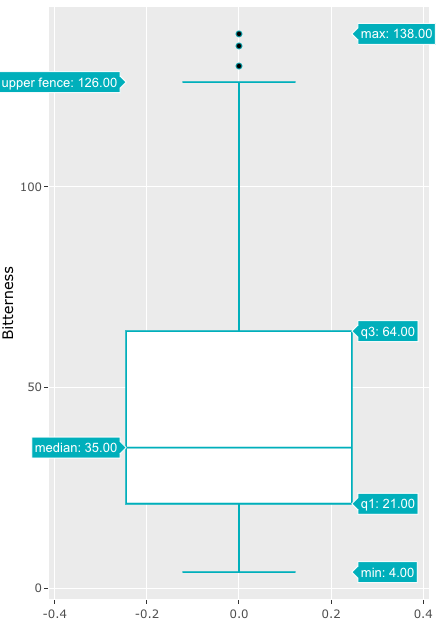 max: 138.00
upper fence: 126.00
100
Bitterness
q3: 64.00
50
median: 35.00
q1: 21.00
min: 4.00
0
-0.4 -0.2 0.0 0.2 0.4